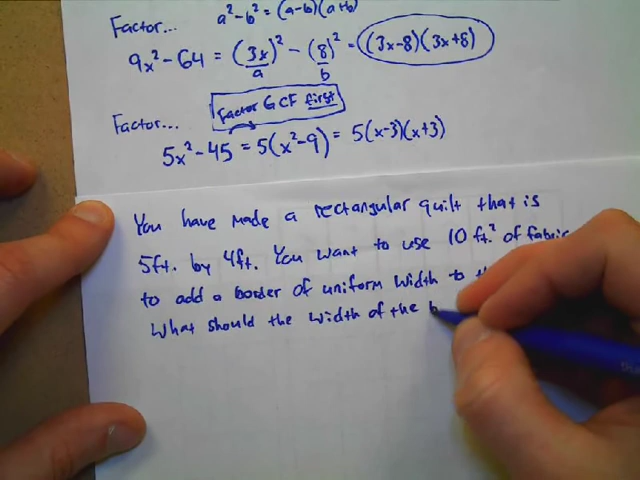 Factor... a²-b² = (a-b)(a+b)
9x²-64 = (3x)² - (8)² = (3x-8)(3x+8)
a b
Factor GCF first
Factor...
5x²-45 = 5(x²-9) = 5(x-3)(x+3)
You have made a rectangular quilt that is
5ft. by 4ft. You want to use 10 ft.² of fabric
to add a border of uniform width to
What should the width of the